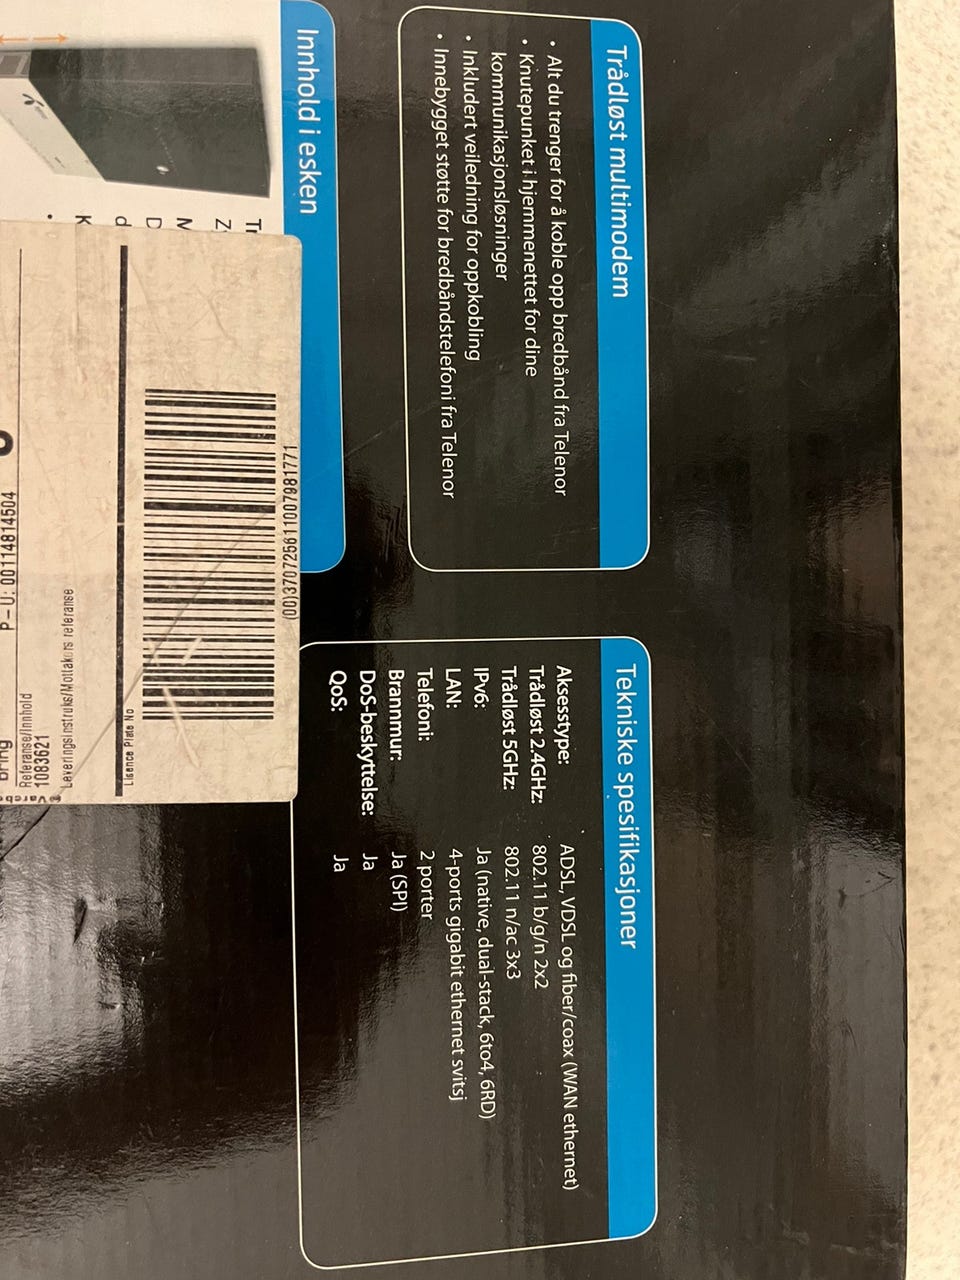 Trådløst multimodem
• Alt du trenger for å koble opp bredbånd fra Telenor
• Knutepunktet i hjemmenettet for dine
kommunikasjonsløsninger
• Inkludert veiledning for oppkobling
• Innebygget støtte for bredbåndstelefoni fra Telenor
Tekniske spesifikasjoner
Aksesstype: ADSL, VDSL og fiber/coax (WAN ethernet)
Trådløst 2.4GHz: 802.11 b/g/n 2x2
Trådløst 5GHz: 802.11 n/ac 3x3
IPv6: Ja (native, dual-stack, 6to4, 6RD)
LAN: 4-ports gigabit ethernet svitsj
Telefoni: 2 porter
Brannmur: Ja (SPI)
DoS-beskyttelse: Ja
QoS: Ja
Innhold i esken
(00)370725611007981771
License Plate No
Leveringsinstruks/Mottakers referanse
10083621
Referanse/innhold
P-U: 00114814504
bring